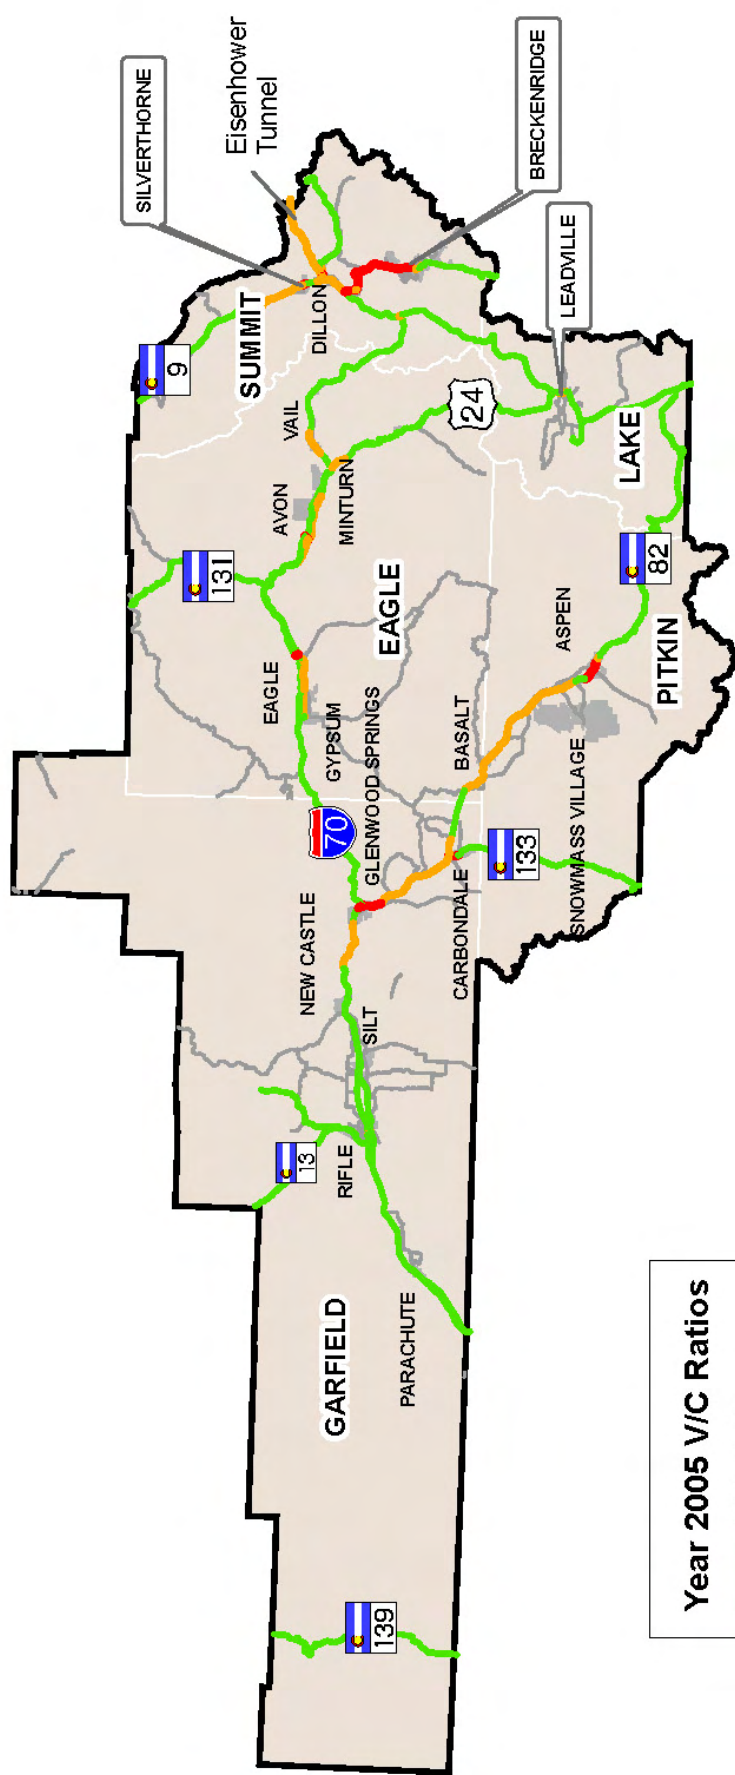 SILVERTHORNE
Eisenhower
Tunnel
BRECKENRIDGE
9
SUMMIT
DILLON
LEADVILLE
VAIL
24
AVON
MINTURN
LAKE
131
EAGLE
82
ASPEN
PITKIN
EAGLE
GYPSUM
BASALT
GLENWOOD SPRINGS
70
SNOWMASS VILLAGE
133
NEW CASTLE
CARBONDALE
SILT
13
RIFLE
PARACHUTE
GARFIELD
139
Year 2005 V/C Ratios